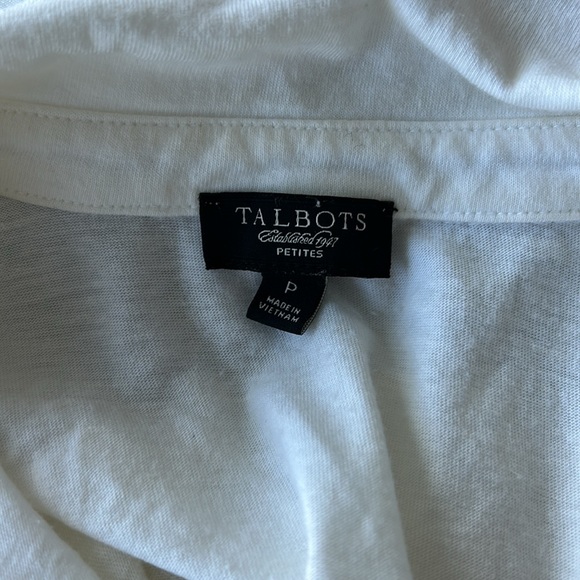 TALBOTS
Established 1947
PETITES
P
MADE IN
VIETNAM